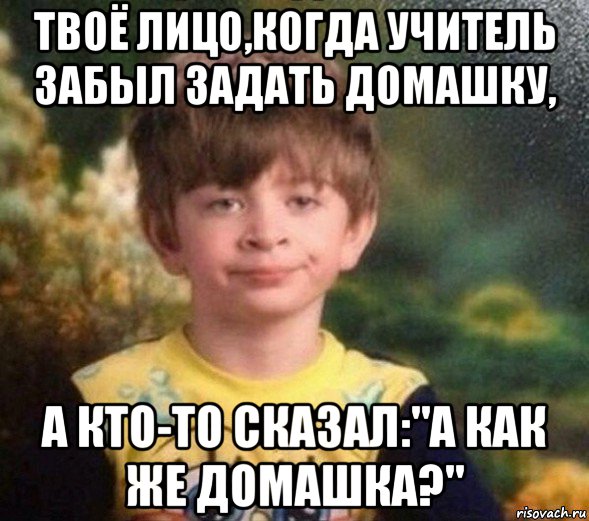 ТВОЁ ЛИЦО,КОГДА УЧИТЕЛЬ
ЗАБЫЛ ЗАДАТЬ ДОМАШКУ,
А КТО-ТО СКАЗАЛ:"А КАК
ЖЕ ДОМАШКА?"
risovach.ru